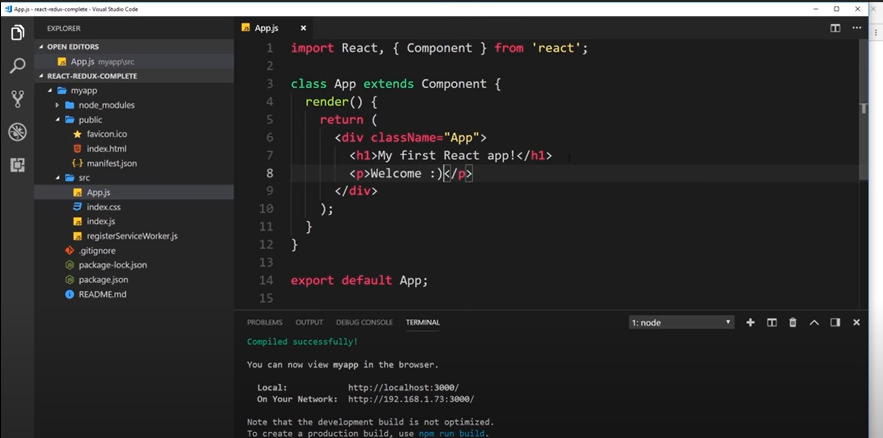 App.js - react-redux-complete - Visual Studio Code
EXPLORER
OPEN EDITORS
App.js myapp\src
REACT-REDUX-COMPLETE
myapp
node_modules
public
favicon.ico
index.html
manifest.json
src
App.js
index.css
index.js
registerServiceWorker.js
.gitignore
package-lock.json
package.json
README.md
App.js
1 import React, { Component } from 'react';
2
3 class App extends Component {
4 render() {
5 return (
6 <div className="App">
7 <h1>My first React app!</h1>
8 <p>Welcome :)</p>
9 </div>
10 );
11 }
12 }
13
14 export default App;
15
PROBLEMS OUTPUT DEBUG CONSOLE TERMINAL 1: node
Compiled successfully!
You can now view myapp in the browser.
Local: http://localhost:3000/
On Your Network: http://192.168.1.73:3000/
Note that the development build is not optimized.
To create a production build, use npm run build.